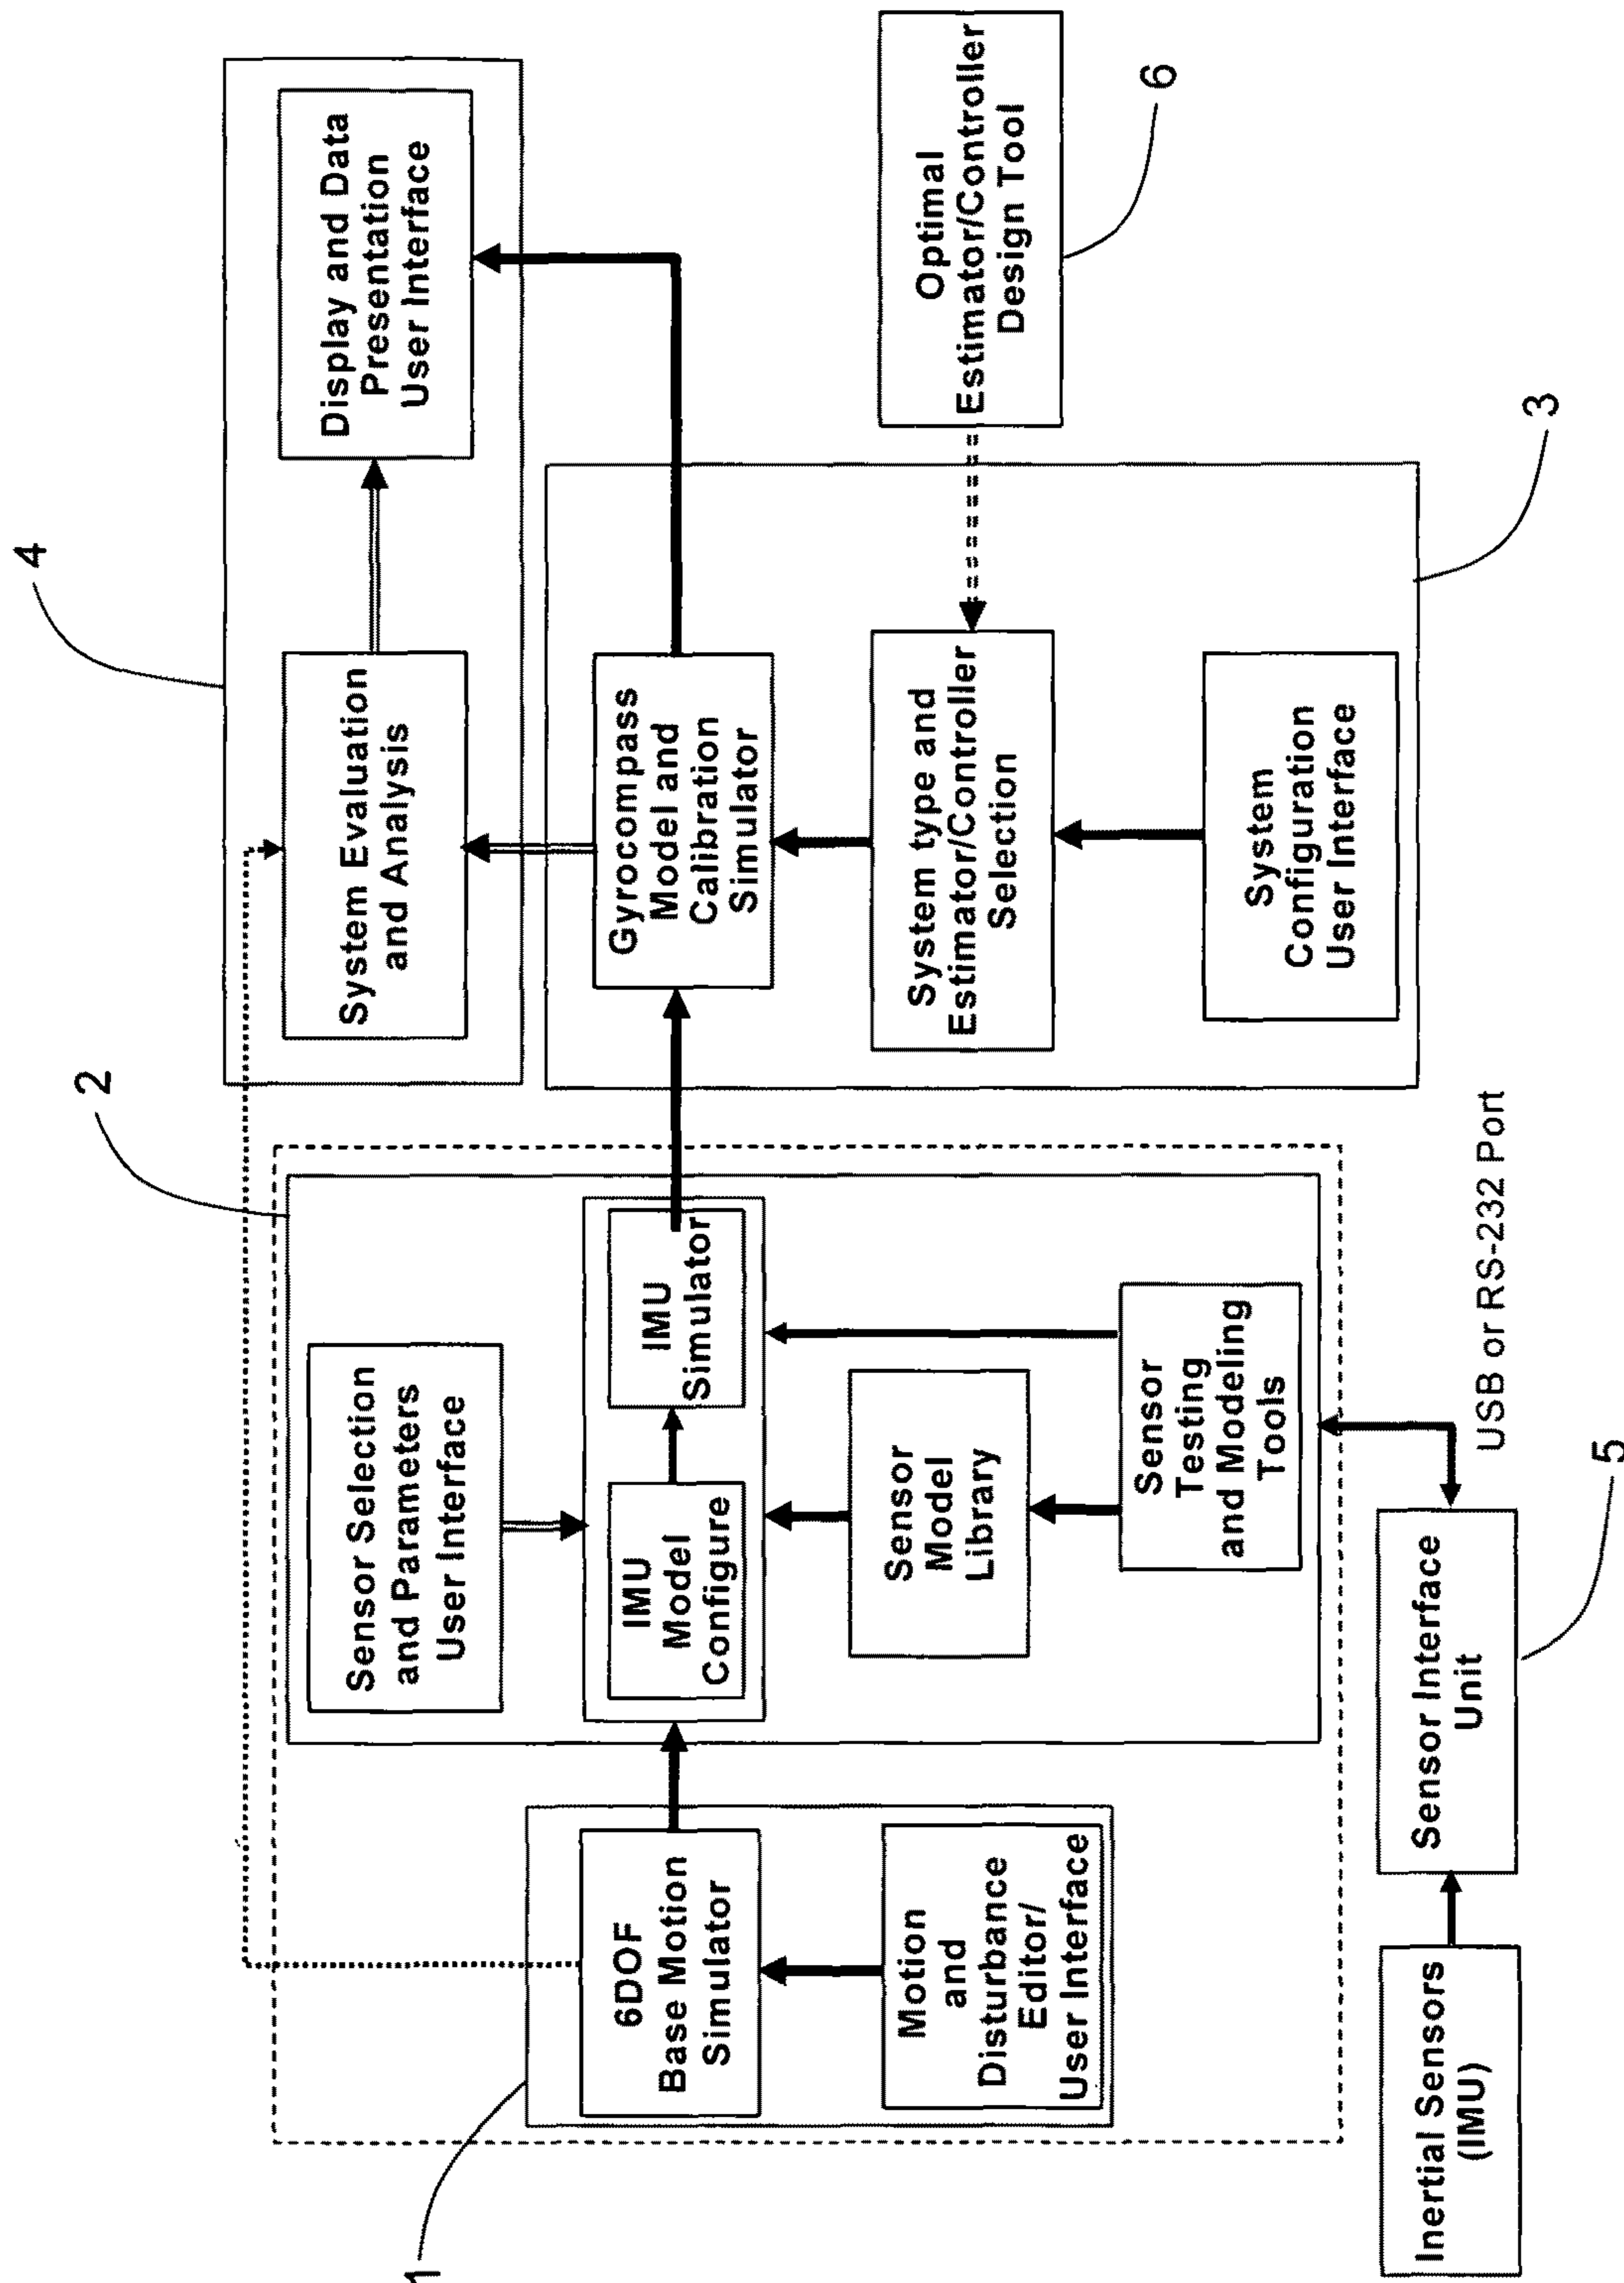 4
Display and Data
Presentation
User Interface
System Evaluation
and Analysis
2
Sensor Selection
and Parameters
User Interface
IMU
Simulator
IMU
Model
Configure
Sensor
Model
Library
Sensor
Testing
and Modeling
Tools
1
6DOF
Base Motion
Simulator
Motion
and
Disturbance
Editor/
User Interface
Gyrocompass
Model and
Calibration
Simulator
System type and
Estimator/Controller
Selection
System
Configuration
User Interface
3
Optimal
Estimator/Controller
Design Tool
6
USB or RS-232 Port
Sensor Interface
Unit
5
Inertial Sensors
(IMU)